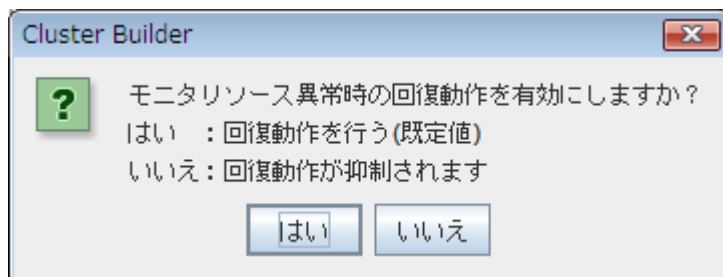 Cluster Builder
モニタリソース異常時の回復動作を有効にしますか？
はい　：回復動作を行う(既定値)
いいえ：回復動作が抑制されます
はい いいえ